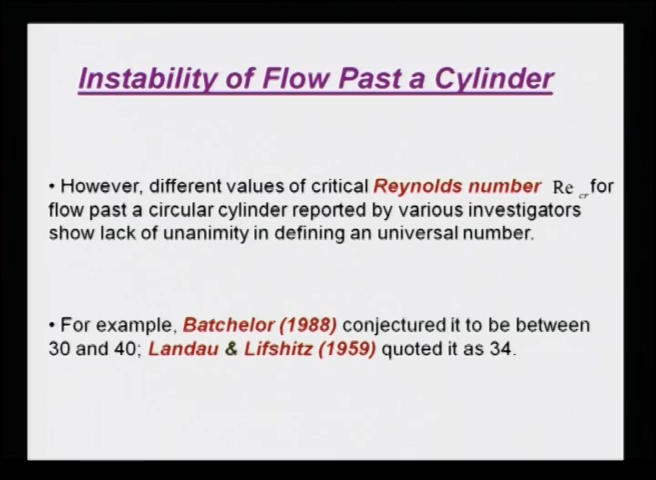 Instability of Flow Past a Cylinder
• However, different values of critical Reynolds number Re cr for
flow past a circular cylinder reported by various investigators
show lack of unanimity in defining an universal number.
• For example, Batchelor (1988) conjectured it to be between
30 and 40; Landau & Lifshitz (1959) quoted it as 34.